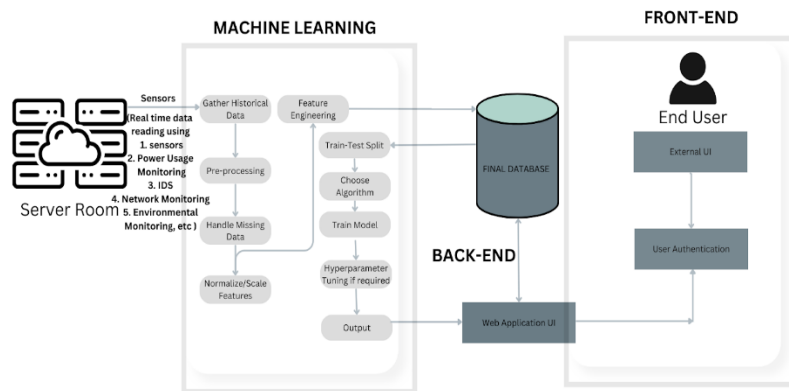 MACHINE LEARNING
FRONT-END
Sensors
(Real time data
reading using
1. sensors
2. Power Usage
Monitoring
3. IDS
4. Network Monitoring
5. Environmental
Monitoring, etc )
Server Room
Gather Historical
Data
Pre-processing
Handle Missing
Data
Normalize/Scale
Features
Feature
Engineering
Train-Test Split
Choose
Algorithm
Train Model
Hyperparameter
Tuning if required
Output
FINAL DATABASE
BACK-END
Web Application UI
End User
External UI
User Authentication